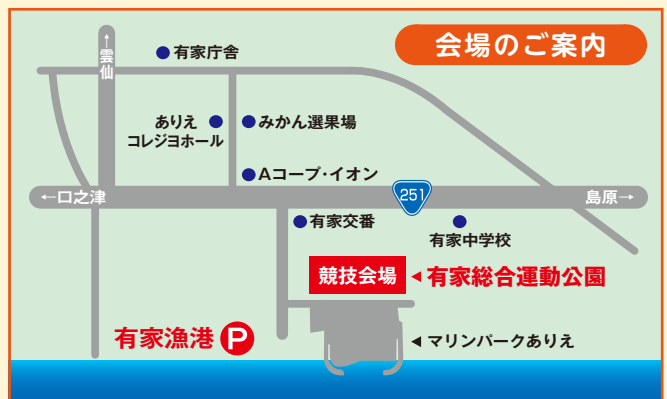 会場のご案内
↑雲仙
有家庁舎
ありえ
コレジヨホール
みかん選果場
Aコープ・イオン
←口之津
251
島原→
有家交番
有家中学校
競技会場
有家総合運動公園
有家漁港 P
マリンパークありえ